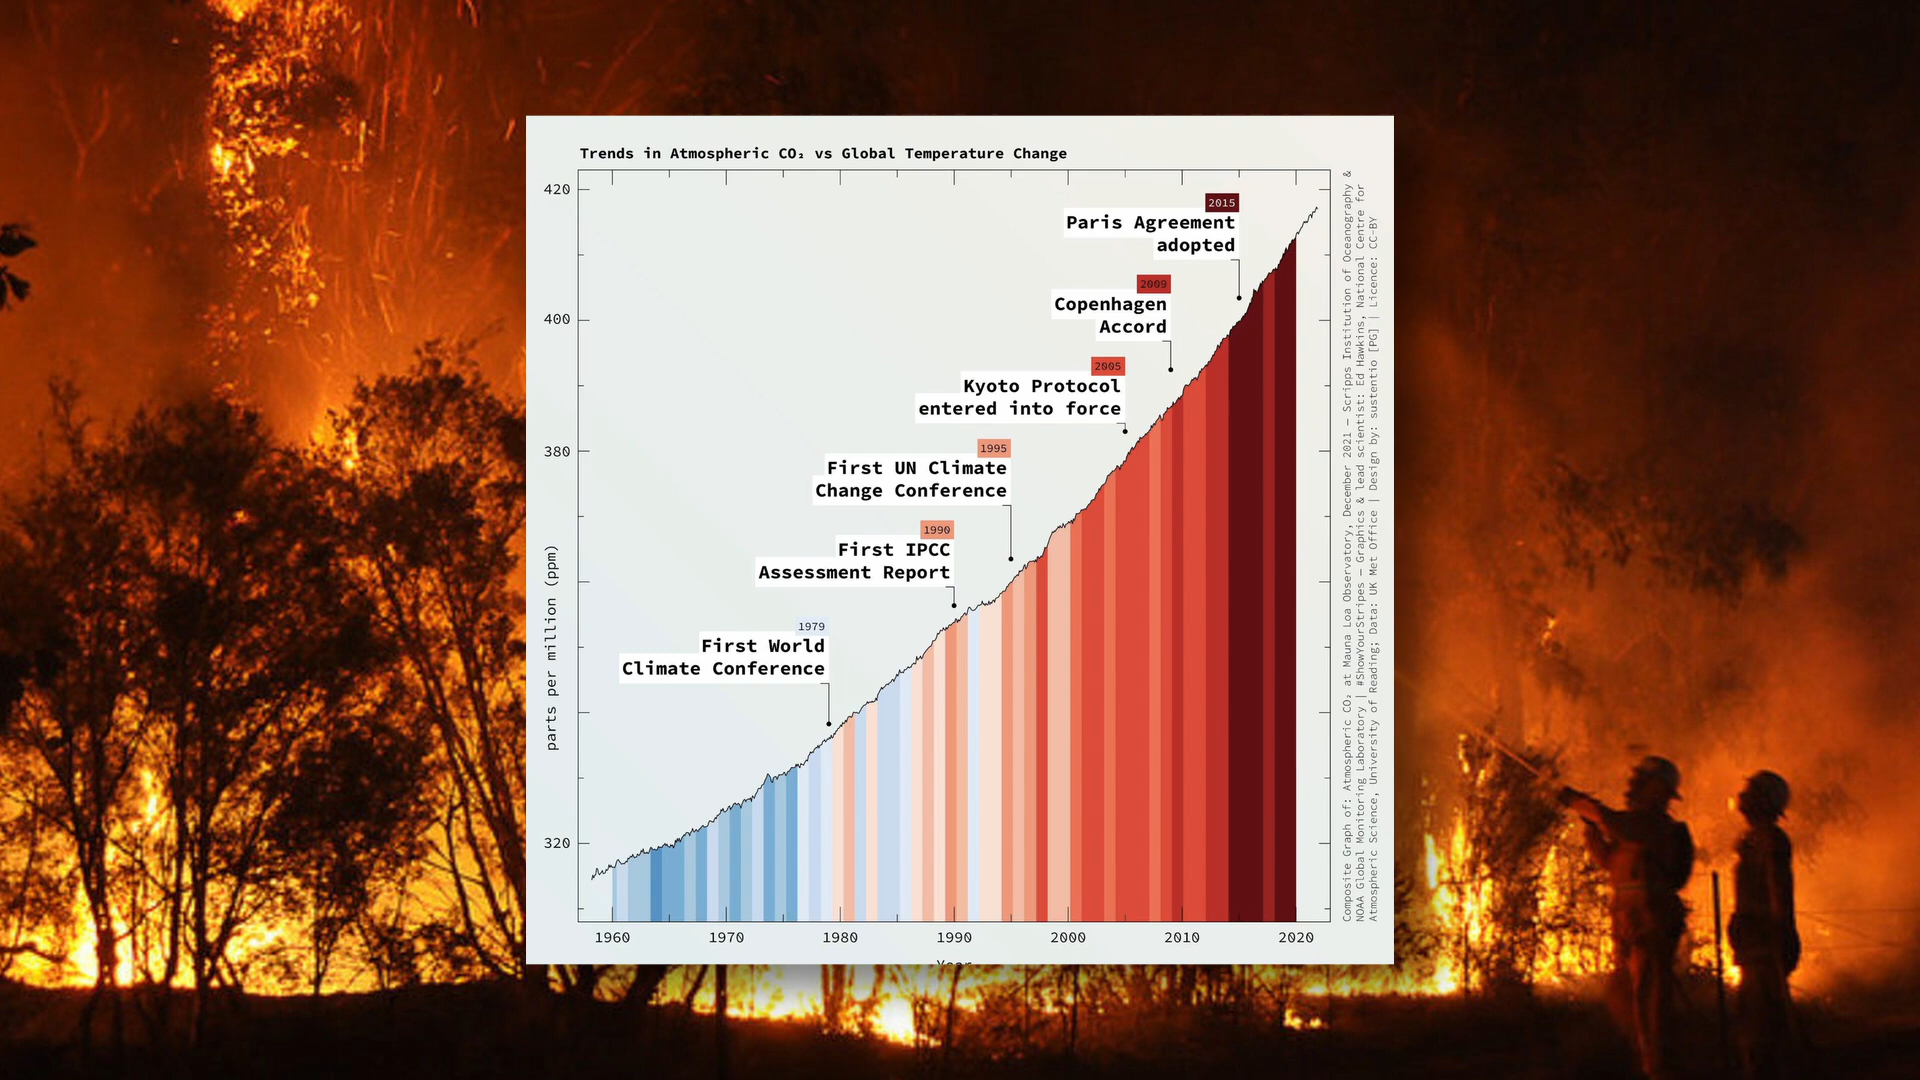 Trends in Atmospheric CO₂ vs Global Temperature Change
420
400
380
320
parts per million (ppm)
2015
Paris Agreement
adopted
2009
Copenhagen
Accord
2005
Kyoto Protocol
entered into force
1995
First UN Climate
Change Conference
1990
First IPCC
Assessment Report
1979
First World
Climate Conference
1960 1970 1980 1990 2000 2010 2020
Year
Composite Graph of: Atmospheric CO₂ at Mauna Loa Observatory, December 2021 – Scripps Institution of Oceanography &
NOAA Global Monitoring Laboratory | #ShowYourStripes – Graphics & lead scientist: Ed Hawkins, National Centre for
Atmospheric Science, University of Reading; Data: UK Met Office | Design by: sustentio [PG] | Licence: CC-BY